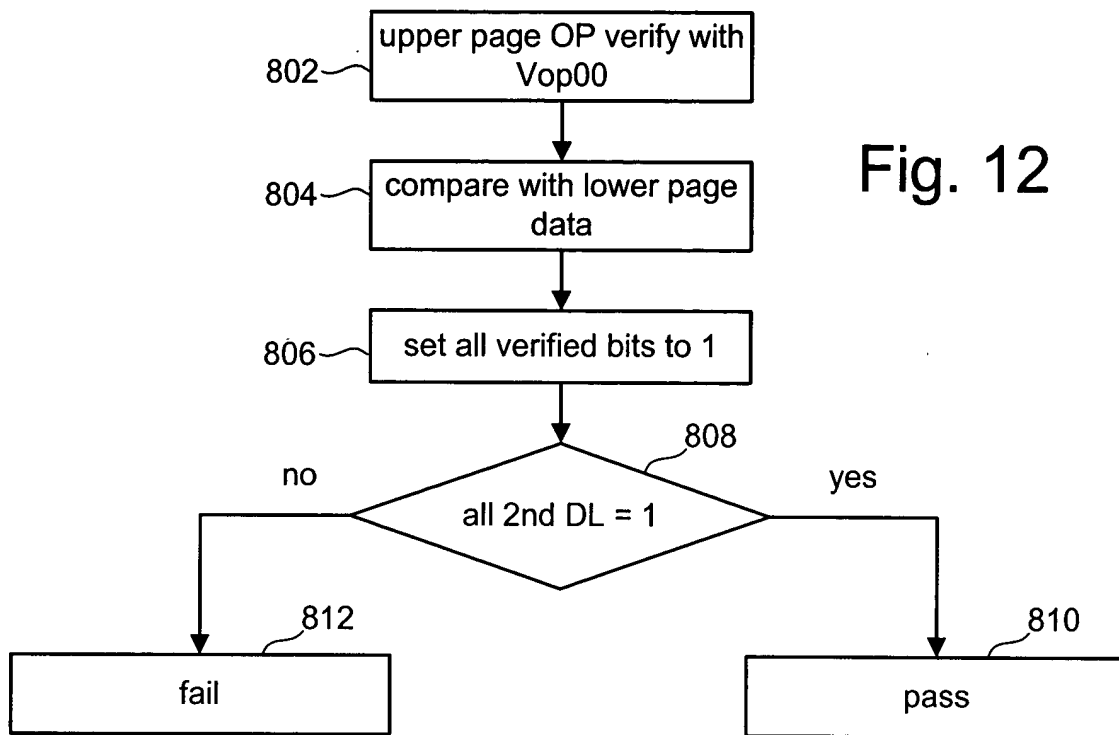 upper page OP verify with
Vop00
802
Fig. 12
compare with lower page
data
804
set all verified bits to 1
806
808
no
yes
all 2nd DL = 1
812
810
fail
pass